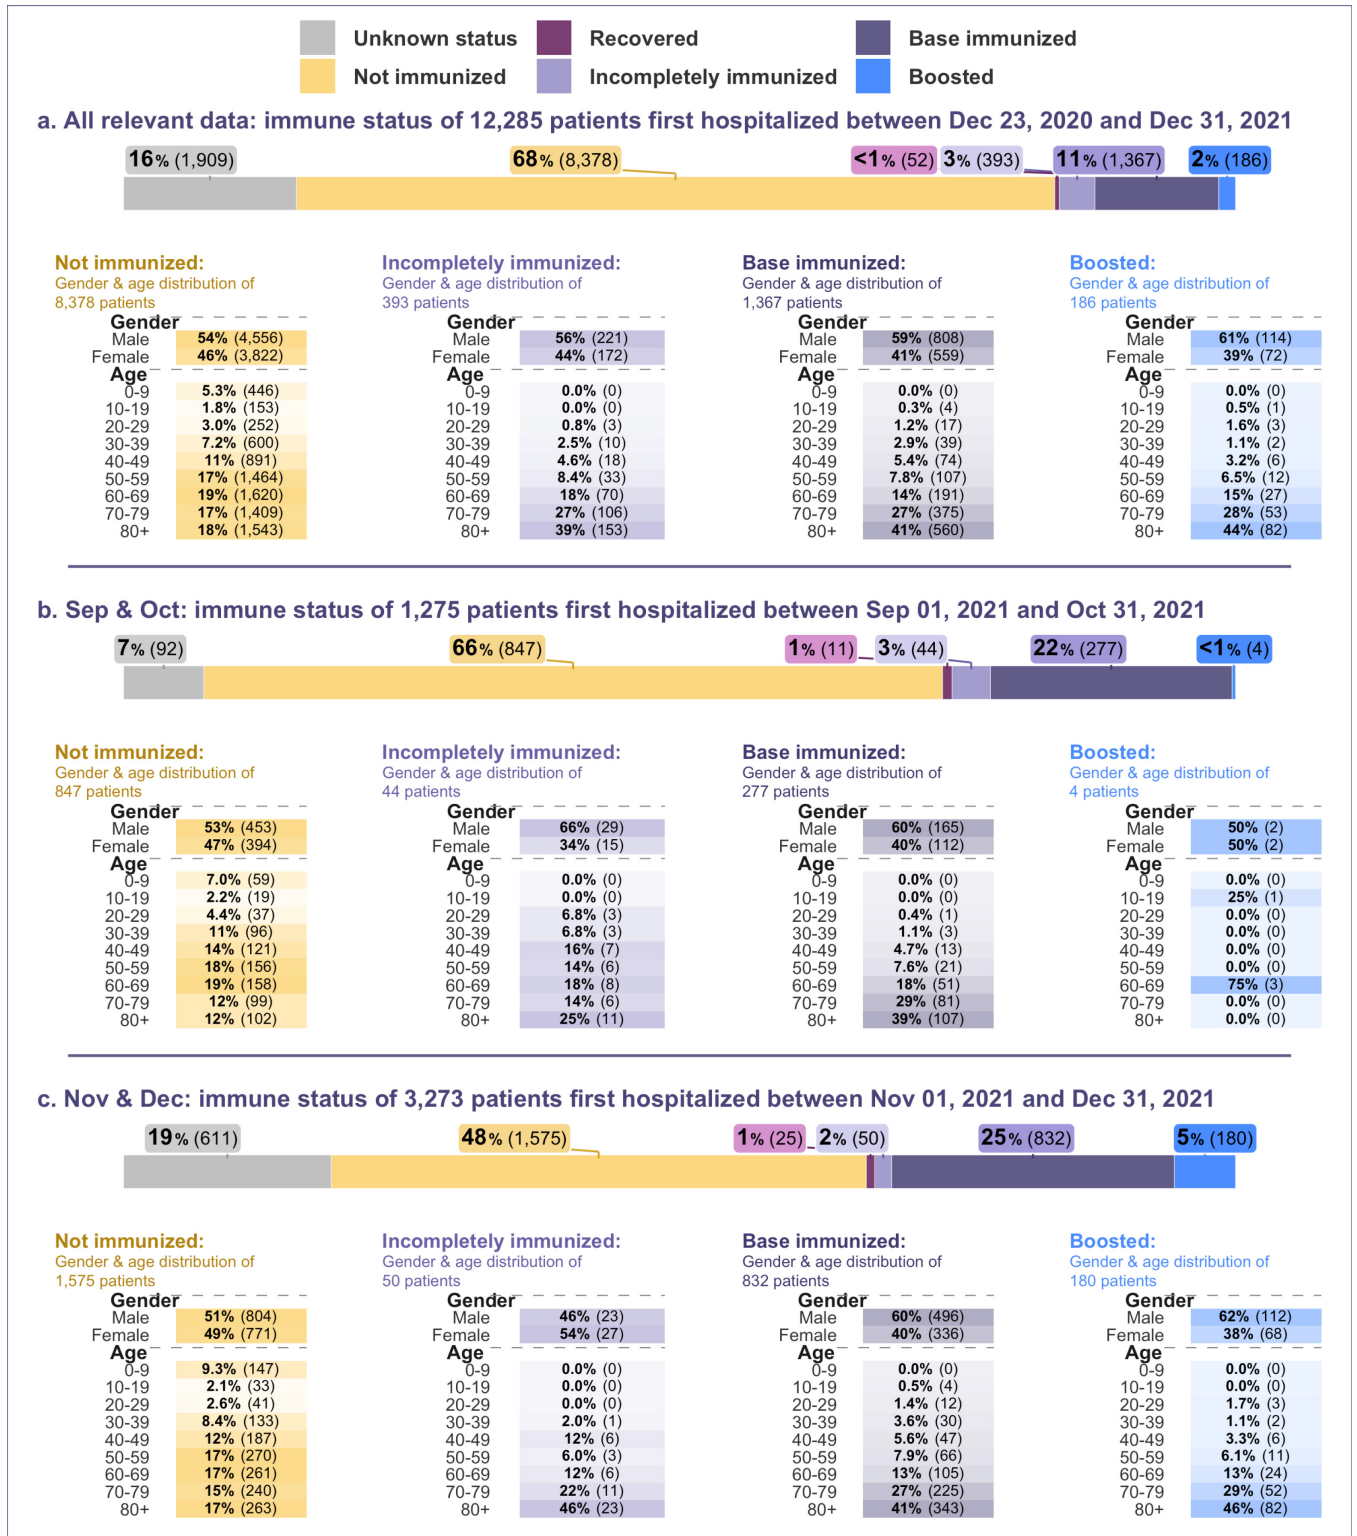 Unknown status Recovered Base immunized
Not immunized Incompletely immunized Boosted
a. All relevant data: immune status of 12,285 patients first hospitalized between Dec 23, 2020 and Dec 31, 2021
16% (1,909) 68% (8,378) <1% (52) 3% (393) 11% (1,367) 2% (186)
Not immunized: Incompletely immunized: Base immunized: Boosted:
Gender & age distribution of Gender & age distribution of Gender & age distribution of Gender & age distribution of
8,378 patients 393 patients 1,367 patients 186 patients
Gender Gender Gender Gender
Male 54% (4,556) Male 56% (221) Male 59% (808) Male 61% (114)
Female 46% (3,822) Female 44% (172) Female 41% (559) Female 39% (72)
Age Age Age Age
0-9 5.3% (446) 0-9 0.0% (0) 0-9 0.0% (0) 0-9 0.0% (0)
10-19 1.8% (153) 10-19 0.0% (0) 10-19 0.3% (4) 10-19 0.5% (1)
20-29 3.0% (252) 20-29 0.8% (3) 20-29 1.2% (17) 20-29 1.6% (3)
30-39 7.2% (600) 30-39 2.5% (10) 30-39 2.9% (39) 30-39 1.1% (2)
40-49 11% (891) 40-49 4.6% (18) 40-49 5.4% (74) 40-49 3.2% (6)
50-59 17% (1,464) 50-59 8.4% (33) 50-59 7.8% (107) 50-59 6.5% (12)
60-69 19% (1,620) 60-69 18% (70) 60-69 14% (191) 60-69 15% (27)
70-79 17% (1,409) 70-79 27% (106) 70-79 27% (375) 70-79 28% (53)
80+ 18% (1,543) 80+ 39% (153) 80+ 41% (560) 80+ 44% (82)
b. Sep & Oct: immune status of 1,275 patients first hospitalized between Sep 01, 2021 and Oct 31, 2021
7% (92) 66% (847) 1% (11) 3% (44) 22% (277) <1% (4)
Not immunized: Incompletely immunized: Base immunized: Boosted:
Gender & age distribution of Gender & age distribution of Gender & age distribution of Gender & age distribution of
847 patients 44 patients 277 patients 4 patients
Gender Gender Gender Gender
Male 53% (453) Male 66% (29) Male 60% (165) Male 50% (2)
Female 47% (394) Female 34% (15) Female 40% (112) Female 50% (2)
Age Age Age Age
0-9 7.0% (59) 0-9 0.0% (0) 0-9 0.0% (0) 0-9 0.0% (0)
10-19 2.2% (19) 10-19 0.0% (0) 10-19 0.0% (0) 10-19 25% (1)
20-29 4.4% (37) 20-29 6.8% (3) 20-29 0.4% (1) 20-29 0.0% (0)
30-39 11% (96) 30-39 6.8% (3) 30-39 1.1% (3) 30-39 0.0% (0)
40-49 14% (121) 40-49 16% (7) 40-49 4.7% (13) 40-49 0.0% (0)
50-59 18% (156) 50-59 14% (6) 50-59 7.6% (21) 50-59 0.0% (0)
60-69 19% (158) 60-69 18% (8) 60-69 18% (51) 60-69 75% (3)
70-79 12% (99) 70-79 14% (6) 70-79 29% (81) 70-79 0.0% (0)
80+ 12% (102) 80+ 25% (11) 80+ 39% (107) 80+ 0.0% (0)
c. Nov & Dec: immune status of 3,273 patients first hospitalized between Nov 01, 2021 and Dec 31, 2021
19% (611) 48% (1,575) 1% (25) 2% (50) 25% (832) 5% (180)
Not immunized: Incompletely immunized: Base immunized: Boosted:
Gender & age distribution of Gender & age distribution of Gender & age distribution of Gender & age distribution of
1,575 patients 50 patients 832 patients 180 patients
Gender Gender Gender Gender
Male 51% (804) Male 46% (23) Male 60% (496) Male 62% (112)
Female 49% (771) Female 54% (27) Female 40% (336) Female 38% (68)
Age Age Age Age
0-9 9.3% (147) 0-9 0.0% (0) 0-9 0.0% (0) 0-9 0.0% (0)
10-19 2.1% (33) 10-19 0.0% (0) 10-19 0.5% (4) 10-19 0.0% (0)
20-29 2.6% (41) 20-29 0.0% (0) 20-29 1.4% (12) 20-29 1.7% (3)
30-39 8.4% (133) 30-39 2.0% (1) 30-39 3.6% (30) 30-39 1.1% (2)
40-49 12% (187) 40-49 12% (6) 40-49 5.6% (47) 40-49 3.3% (6)
50-59 17% (270) 50-59 6.0% (3) 50-59 7.9% (66) 50-59 6.1% (11)
60-69 17% (261) 60-69 12% (6) 60-69 13% (105) 60-69 13% (24)
70-79 15% (240) 70-79 22% (11) 70-79 27% (225) 70-79 29% (52)
80+ 17% (263) 80+ 46% (23) 80+ 41% (343) 80+ 46% (82)